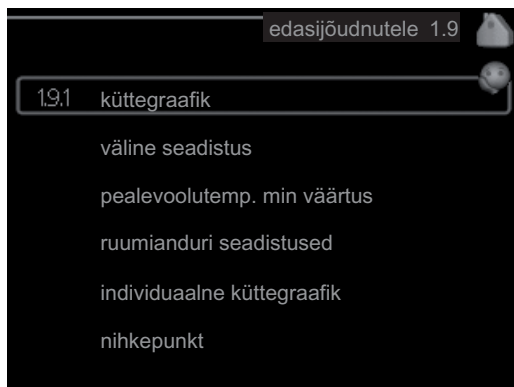 edasijõudnutele 1.9
1.9.1 küttegraafik
väline seadistus
pealevoolutemp. min väärtus
ruumianduri seadistused
individuaalne küttegraafik
nihkepunkt